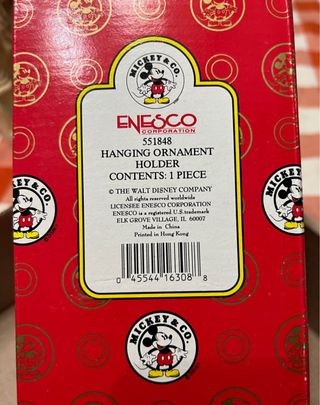 MICKEY & CO.
ENESCO
CORPORATION
551848
HANGING ORNAMENT
HOLDER
CONTENTS: 1 PIECE
© THE WALT DISNEY COMPANY
All rights reserved worldwide
LICENSEE ENESCO CORPORATION
ENESCO is a registered U.S. trademark
ELK GROVE VILLAGE, IL 60007
Made in China
Printed in Hong Kong
0 45544 16308 8
MICKEY & CO.
MICKEY & CO.